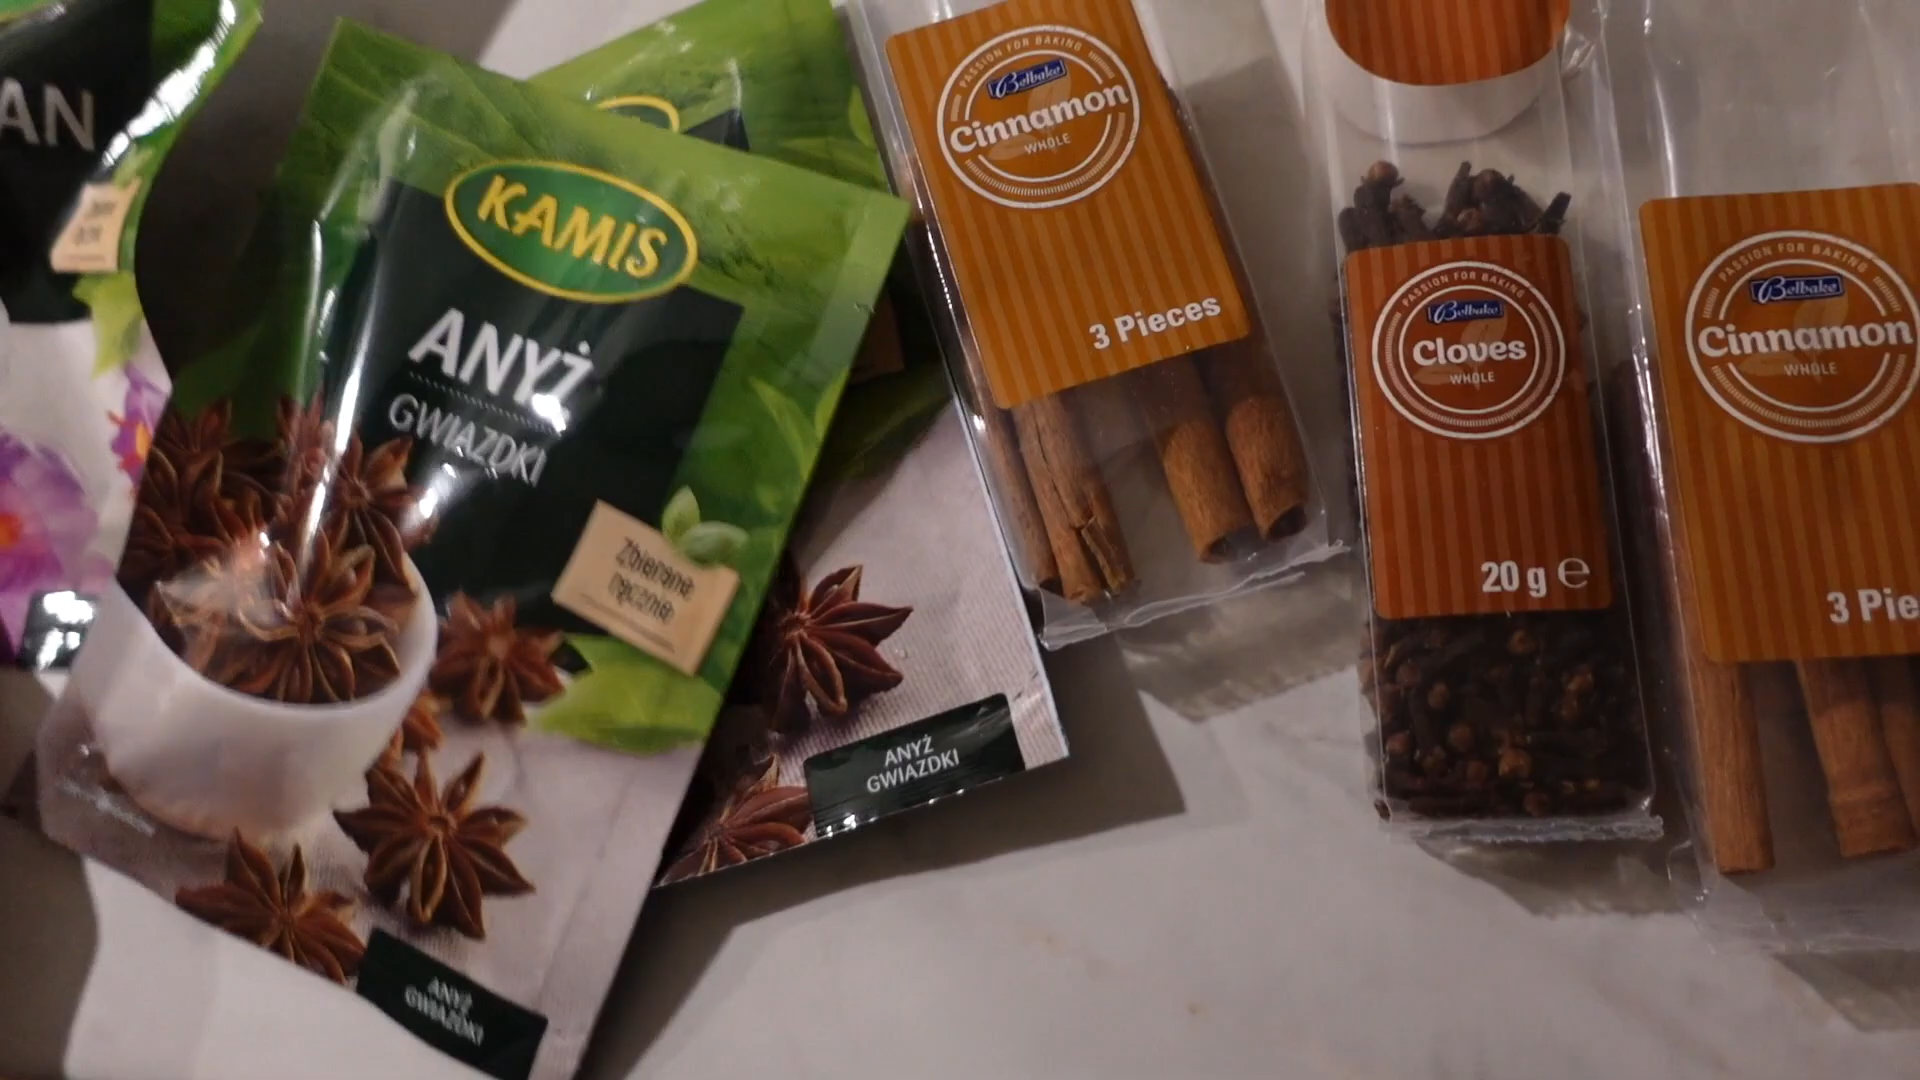 AN
KAMIS
ANYŻ
GWIAZDKI
Zbierane
ręcznie
ANYŻ
GWIAZDKI
ANYŻ
GWIAZDKI
PASSION FOR BAKING
Belbake
Cinnamon
WHOLE
3 Pieces
PASSION FOR BAKING
Belbake
Cloves
WHOLE
20 g ℮
PASSION FOR BAKING
Belbake
Cinnamon
WHOLE
3 Pie